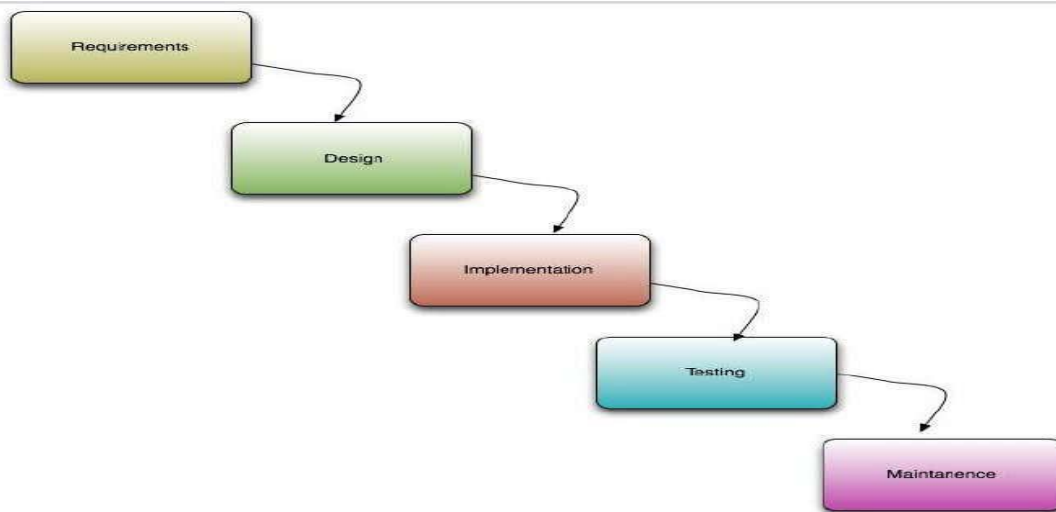 Requirements
Design
Implementation
Testing
Maintanence